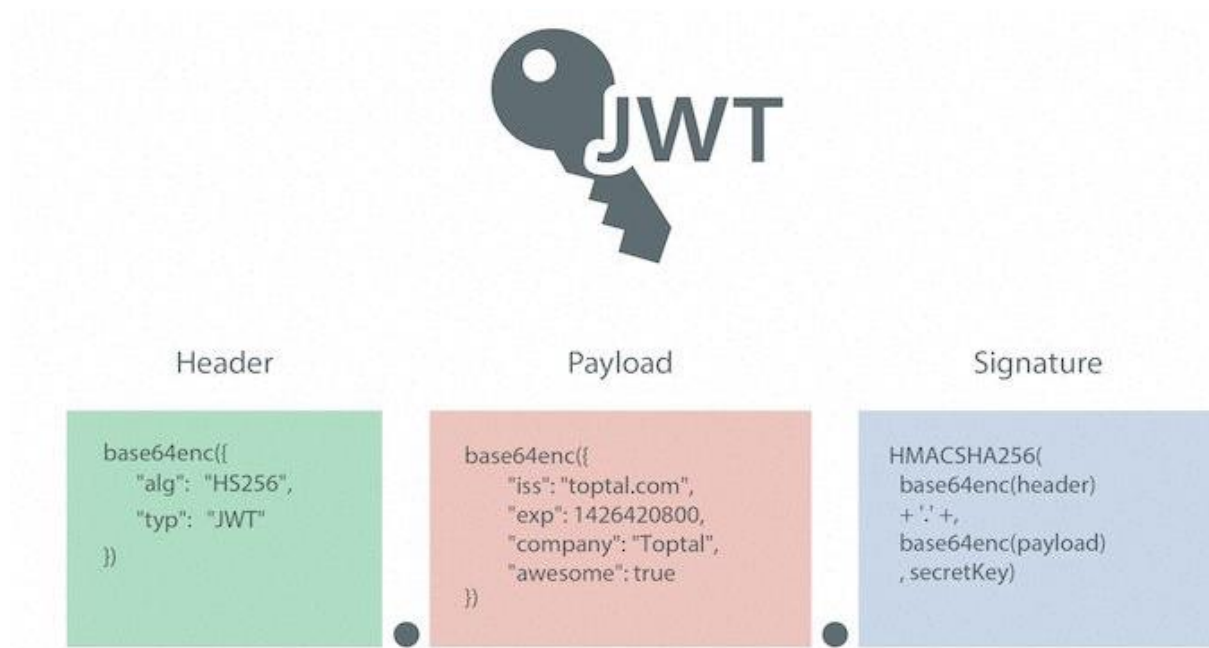 JWT
Header
base64enc({
"alg": "HS256",
"typ": "JWT"
})
Payload
base64enc({
"iss": "toptal.com",
"exp": 1426420800,
"company": "Toptal",
"awesome": true
})
Signature
HMACSHA256(
base64enc(header)
+ '.' +,
base64enc(payload)
, secretKey)